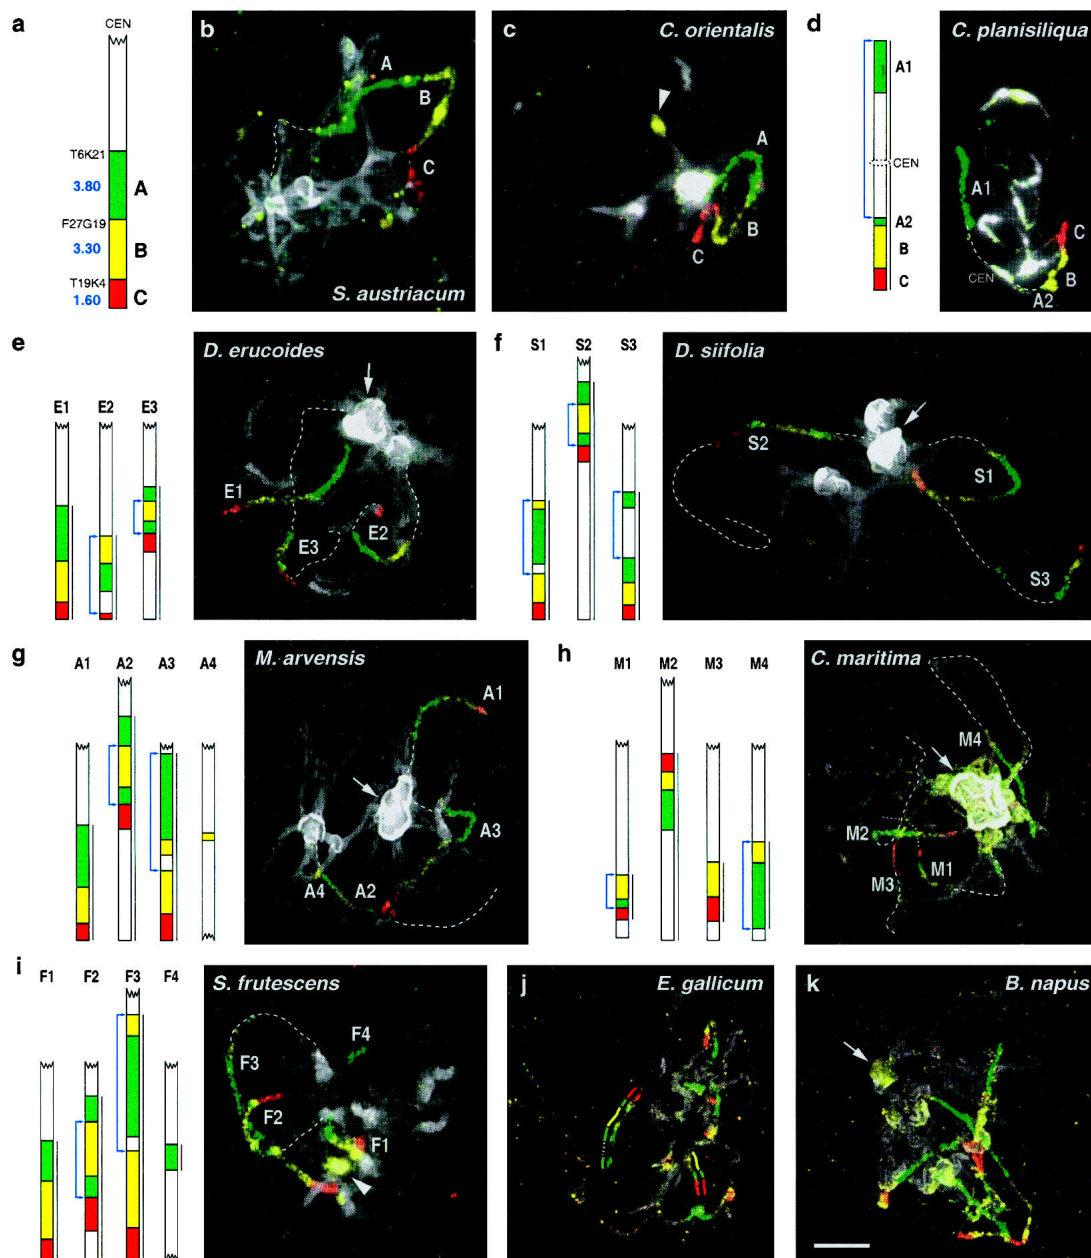 a
CEN
T6K21
3.80
A
F27G19
3.30
B
T19K4
1.60
C
b
A
B
C
S. austriacum
c
C. orientalis
A
B
C
d
C. planisiliqua
A1
CEN
A2
B
C
A1
CEN
A2
B
C
e
E1 E2 E3
D. erucoides
E1
E2
E3
f
S1 S2 S3
D. siifolia
S2
S1
S3
g
A1 A2 A3 A4
M. arvensis
A1
A3
A4
A2
h
M1 M2 M3 M4
C. maritima
M4
M2
M3
M1
i
F1 F2 F3 F4
S. frutescens
F4
F3
F2
F1
j
E. gallicum
k
B. napus